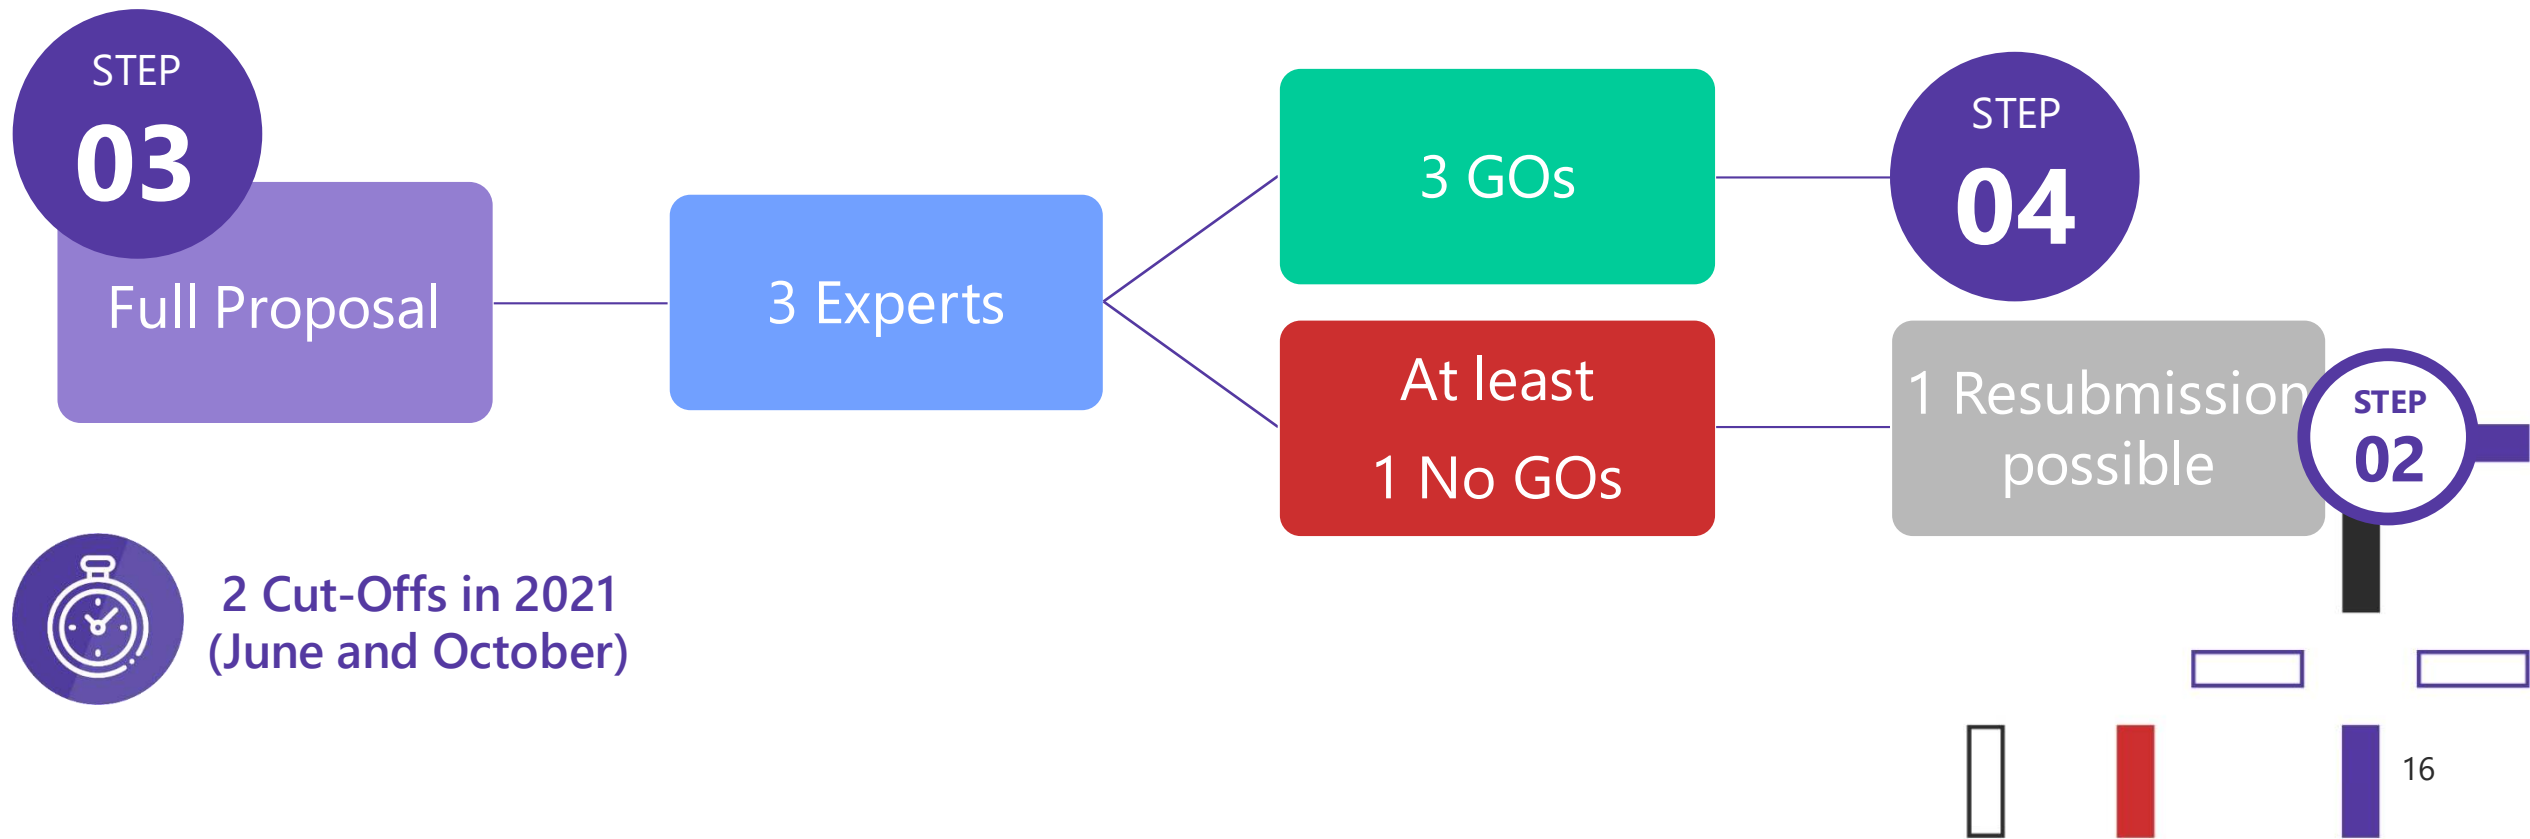 STEP
03
Full Proposal
3 Experts
3 GOs
STEP
04
At least
1 No GOs
1 Resubmission
possible
STEP
02
2 Cut-Offs in 2021
(June and October)
16